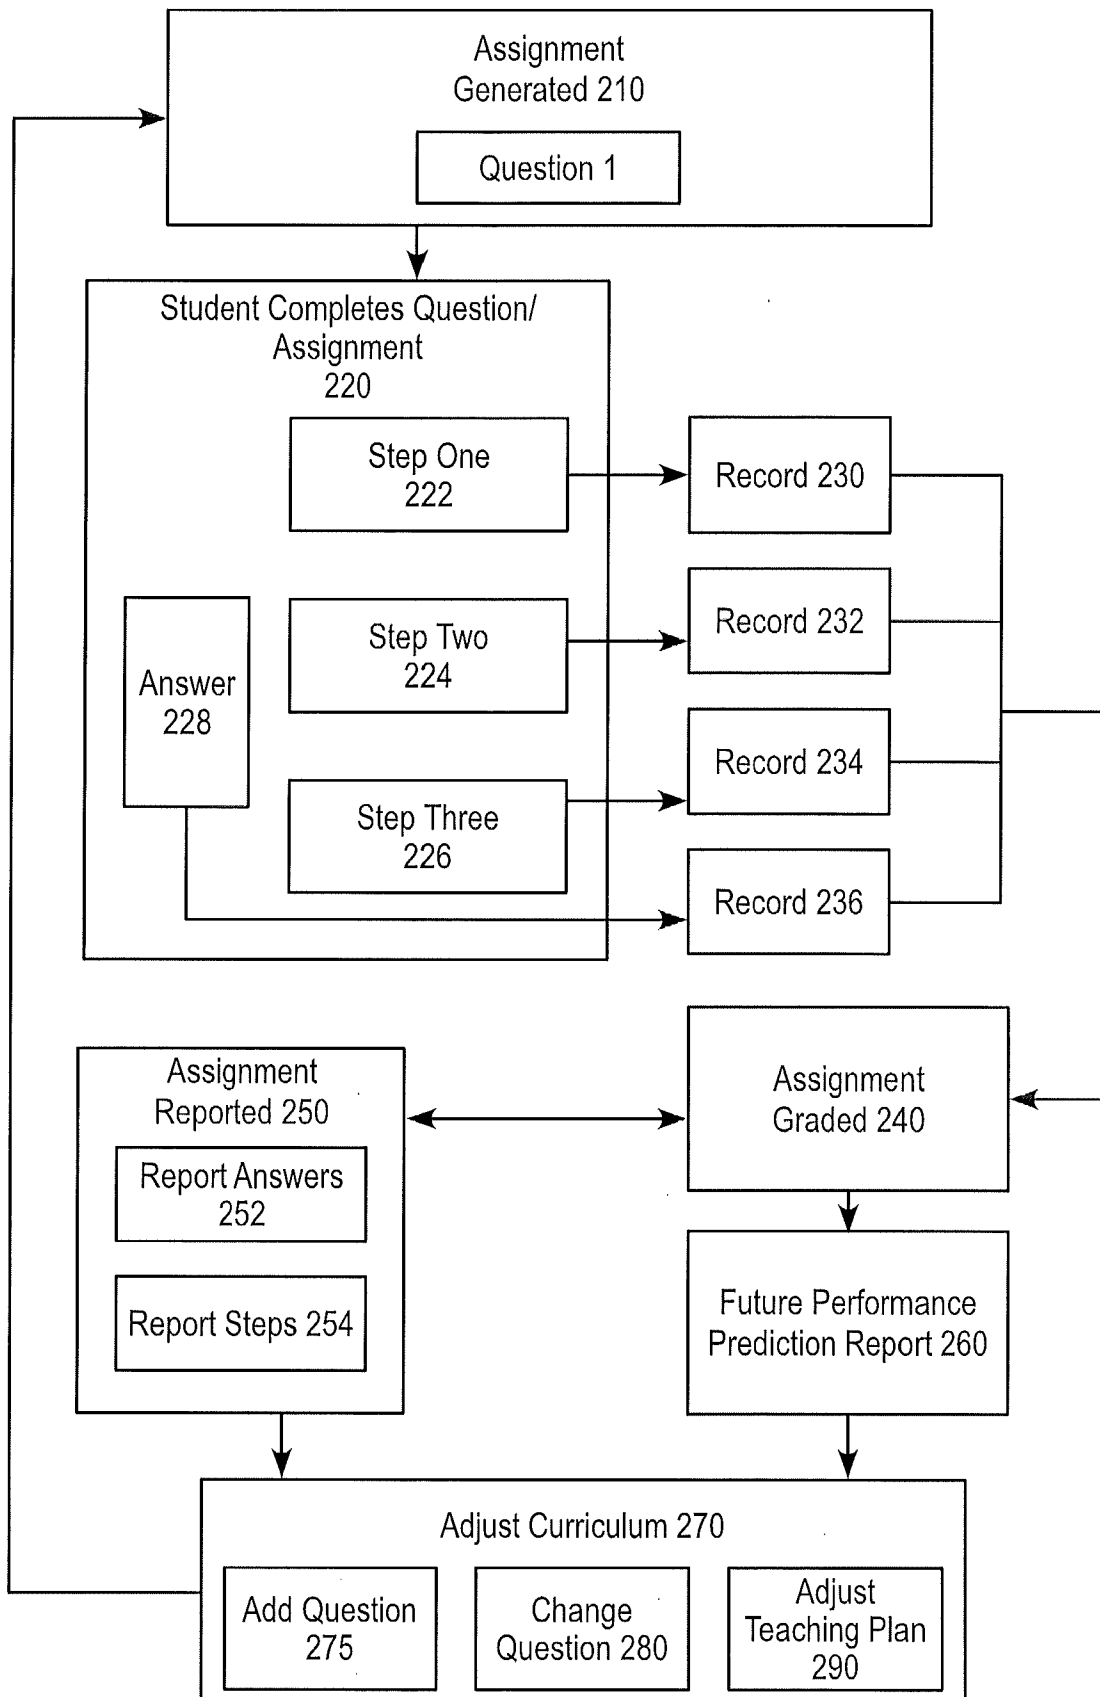 Assignment
Generated 210
Question 1
Student Completes Question/
Assignment
220
Step One
222
Record 230
Step Two
224
Record 232
Answer
228
Step Three
226
Record 234
Record 236
Assignment
Reported 250
Report Answers
252
Report Steps 254
Assignment
Graded 240
Future Performance
Prediction Report 260
Adjust Curriculum 270
Add Question
275
Change
Question 280
Adjust
Teaching Plan
290